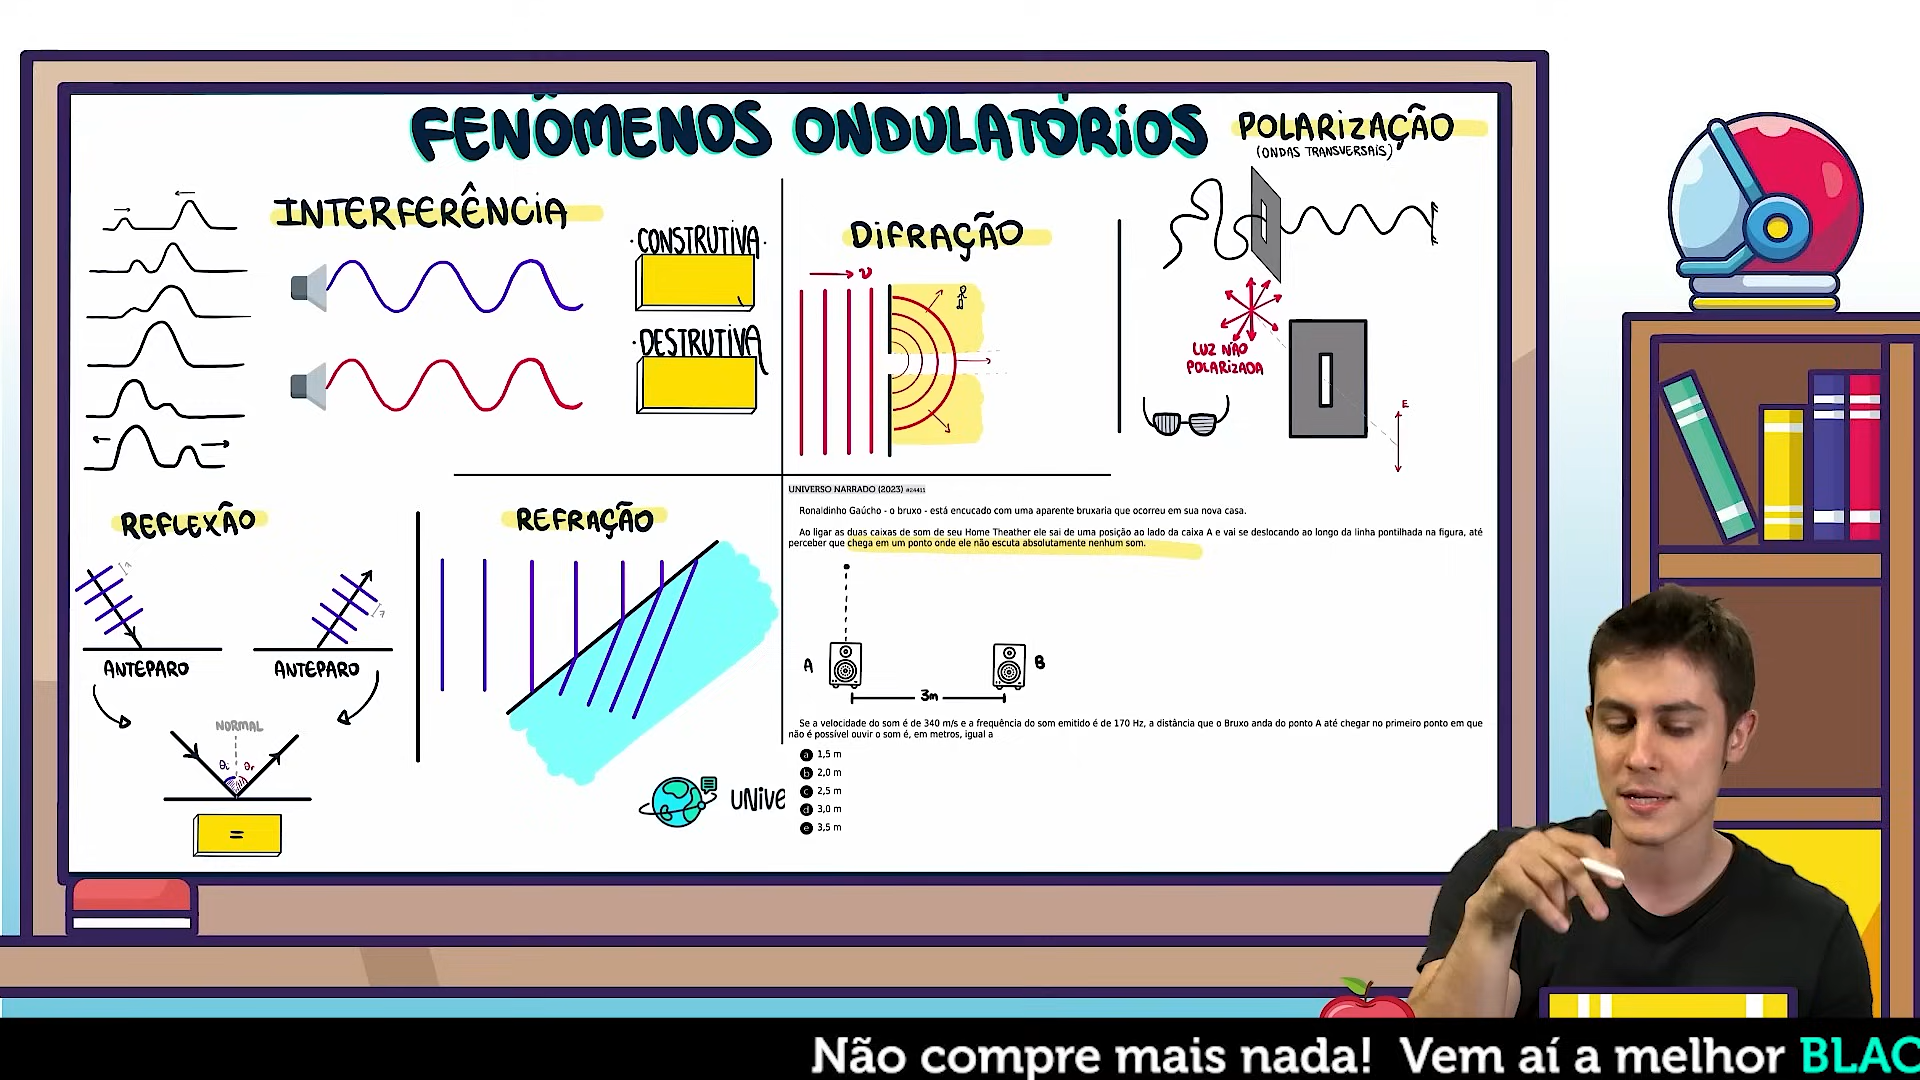 FENÔMENOS ONDULATÓRIOS
POLARIZAÇÃO
(ONDAS TRANSVERSAIS)
INTERFERÊNCIA
· CONSTRUTIVA ·
· DESTRUTIVA
DIFRAÇÃO
v
LUZ NÃO
POLARIZADA
E
REFLEXÃO
ANTEPARO
ANTEPARO
NORMAL
θi
θr
=
REFRAÇÃO
UNIVE
UNIVERSO NARRADO (2023) #24411
Ronaldinho Gaúcho - o bruxo - está encucado com uma aparente bruxaria que ocorreu em sua nova casa.
Ao ligar as duas caixas de som de seu Home Theather ele sai de uma posição ao lado da caixa A e vai se deslocando ao longo da linha pontilhada na figura, até
perceber que chega em um ponto onde ele não escuta absolutamente nenhum som.
A
B
3m
Se a velocidade do som é de 340 m/s e a frequência do som emitido é de 170 Hz, a distância que o Bruxo anda do ponto A até chegar no primeiro ponto em que
não é possível ouvir o som é, em metros, igual a
a 1,5 m
b 2,0 m
c 2,5 m
d 3,0 m
e 3,5 m
Não compre mais nada! Vem aí a melhor BLAC